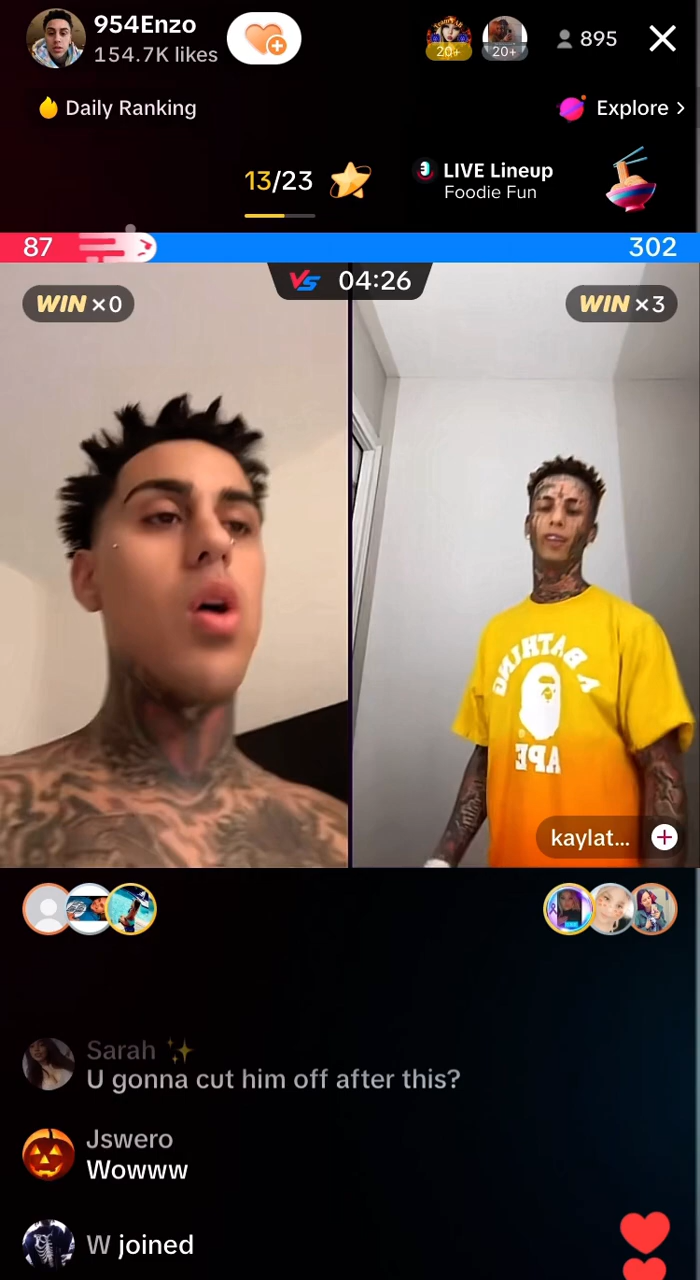 954Enzo
154.7K likes
20+
20+
895
Daily Ranking
Explore
13/23
LIVE Lineup
Foodie Fun
87
302
VS 04:26
WIN ×0
WIN ×3
A BATHING
APE
kaylat...
Sarah ✨
U gonna cut him off after this?
Jswero
Wowww
W joined